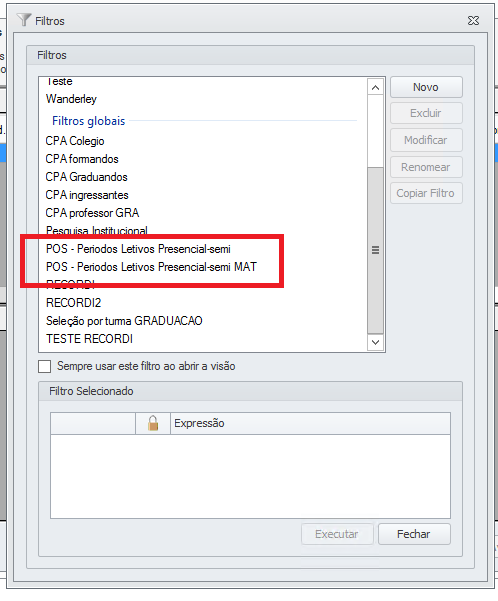 Filtros
Filtros
Teste
Wanderley
Filtros globais
CPA Colegio
CPA formandos
CPA Graduandos
CPA ingressantes
CPA professor GRA
Pesquisa Institucional
POS - Periodos Letivos Presencial-semi
POS - Periodos Letivos Presencial-semi MAT
RECORDI
RECORDI2
Seleção por turma GRADUACAO
TESTE RECORDI
Novo
Excluir
Modificar
Renomear
Copiar Filtro
Sempre usar este filtro ao abrir a visão
Filtro Selecionado
Expressão
Executar
Fechar